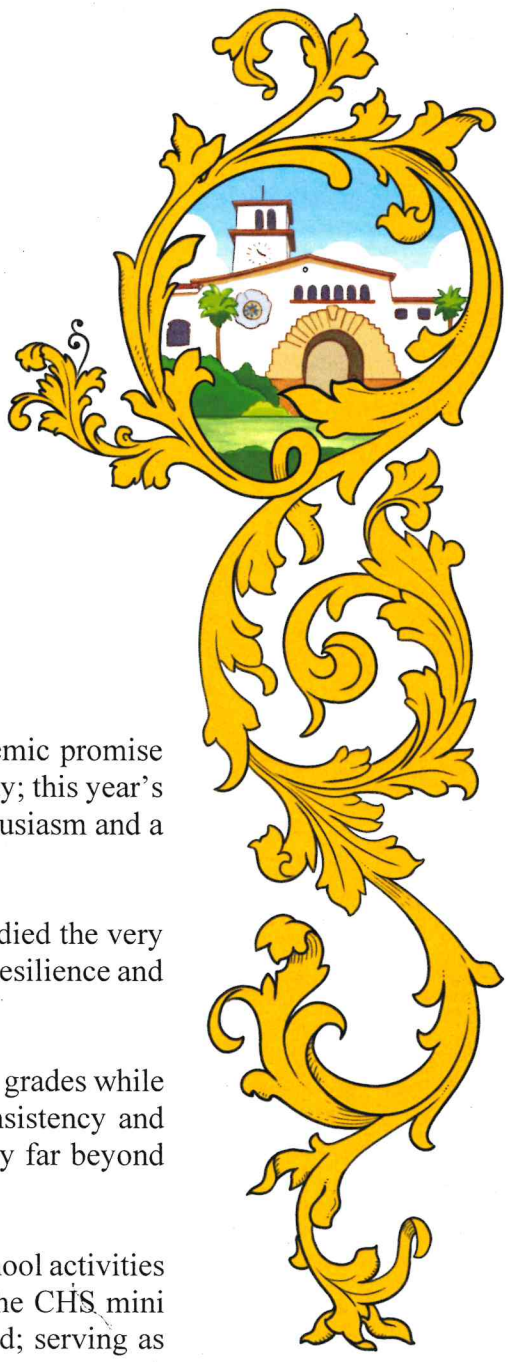 emic promise
y; this year's
usiasm and a
died the very
esilience and
grades while
sistency and
y far beyond
ool activities
he CHS mini
d; serving as